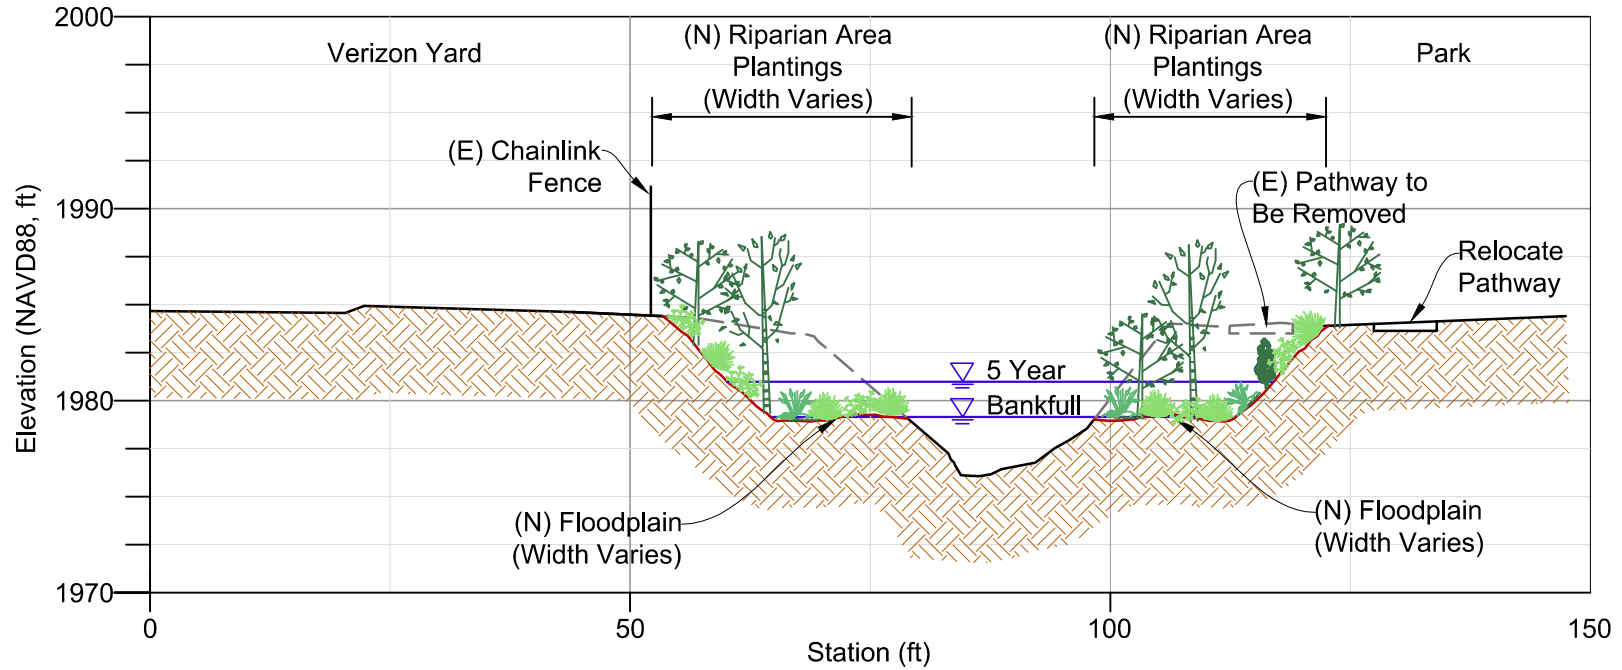 2000
1990
1980
1970
Elevation (NAVD88, ft)
Verizon Yard
(N) Riparian Area
Plantings
(Width Varies)
(N) Riparian Area
Plantings
(Width Varies)
Park
(E) Chainlink
Fence
(E) Pathway to
Be Removed
Relocate
Pathway
5 Year
Bankfull
(N) Floodplain
(Width Varies)
(N) Floodplain
(Width Varies)
0
50
100
150
Station (ft)